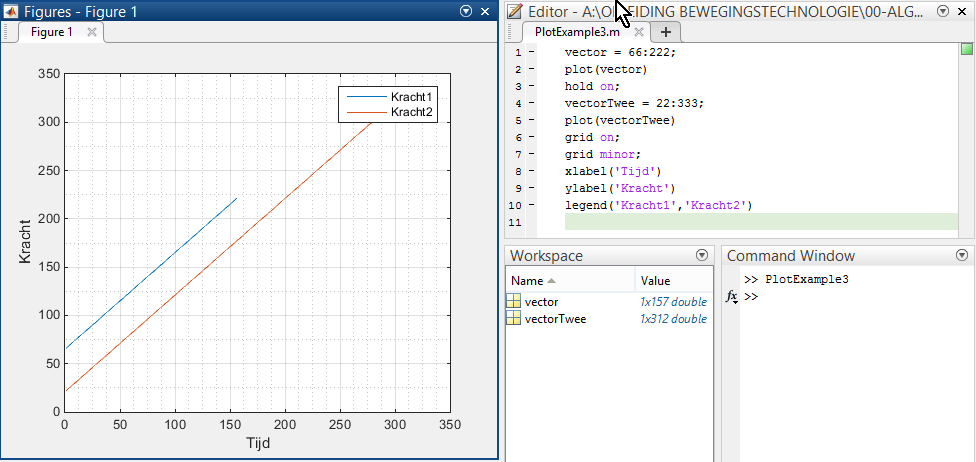 Figures - Figure 1
Figure 1
350
300
250
200
150
100
50
0
Kracht
Kracht1
Kracht2
0 50 100 150 200 250 300 350
Tijd
Editor - A:\O EIDING BEWEGINGSTECHNOLOGIE\00-ALG...
PlotExample3.m
1 - vector = 66:222;
2 - plot(vector)
3 - hold on;
4 - vectorTwee = 22:333;
5 - plot(vectorTwee)
6 - grid on;
7 - grid minor;
8 - xlabel('Tijd')
9 - ylabel('Kracht')
10 - legend('Kracht1','Kracht2')
11
Workspace
Name Value
vector 1x157 double
vectorTwee 1x312 double
Command Window
>> PlotExample3
fx >>